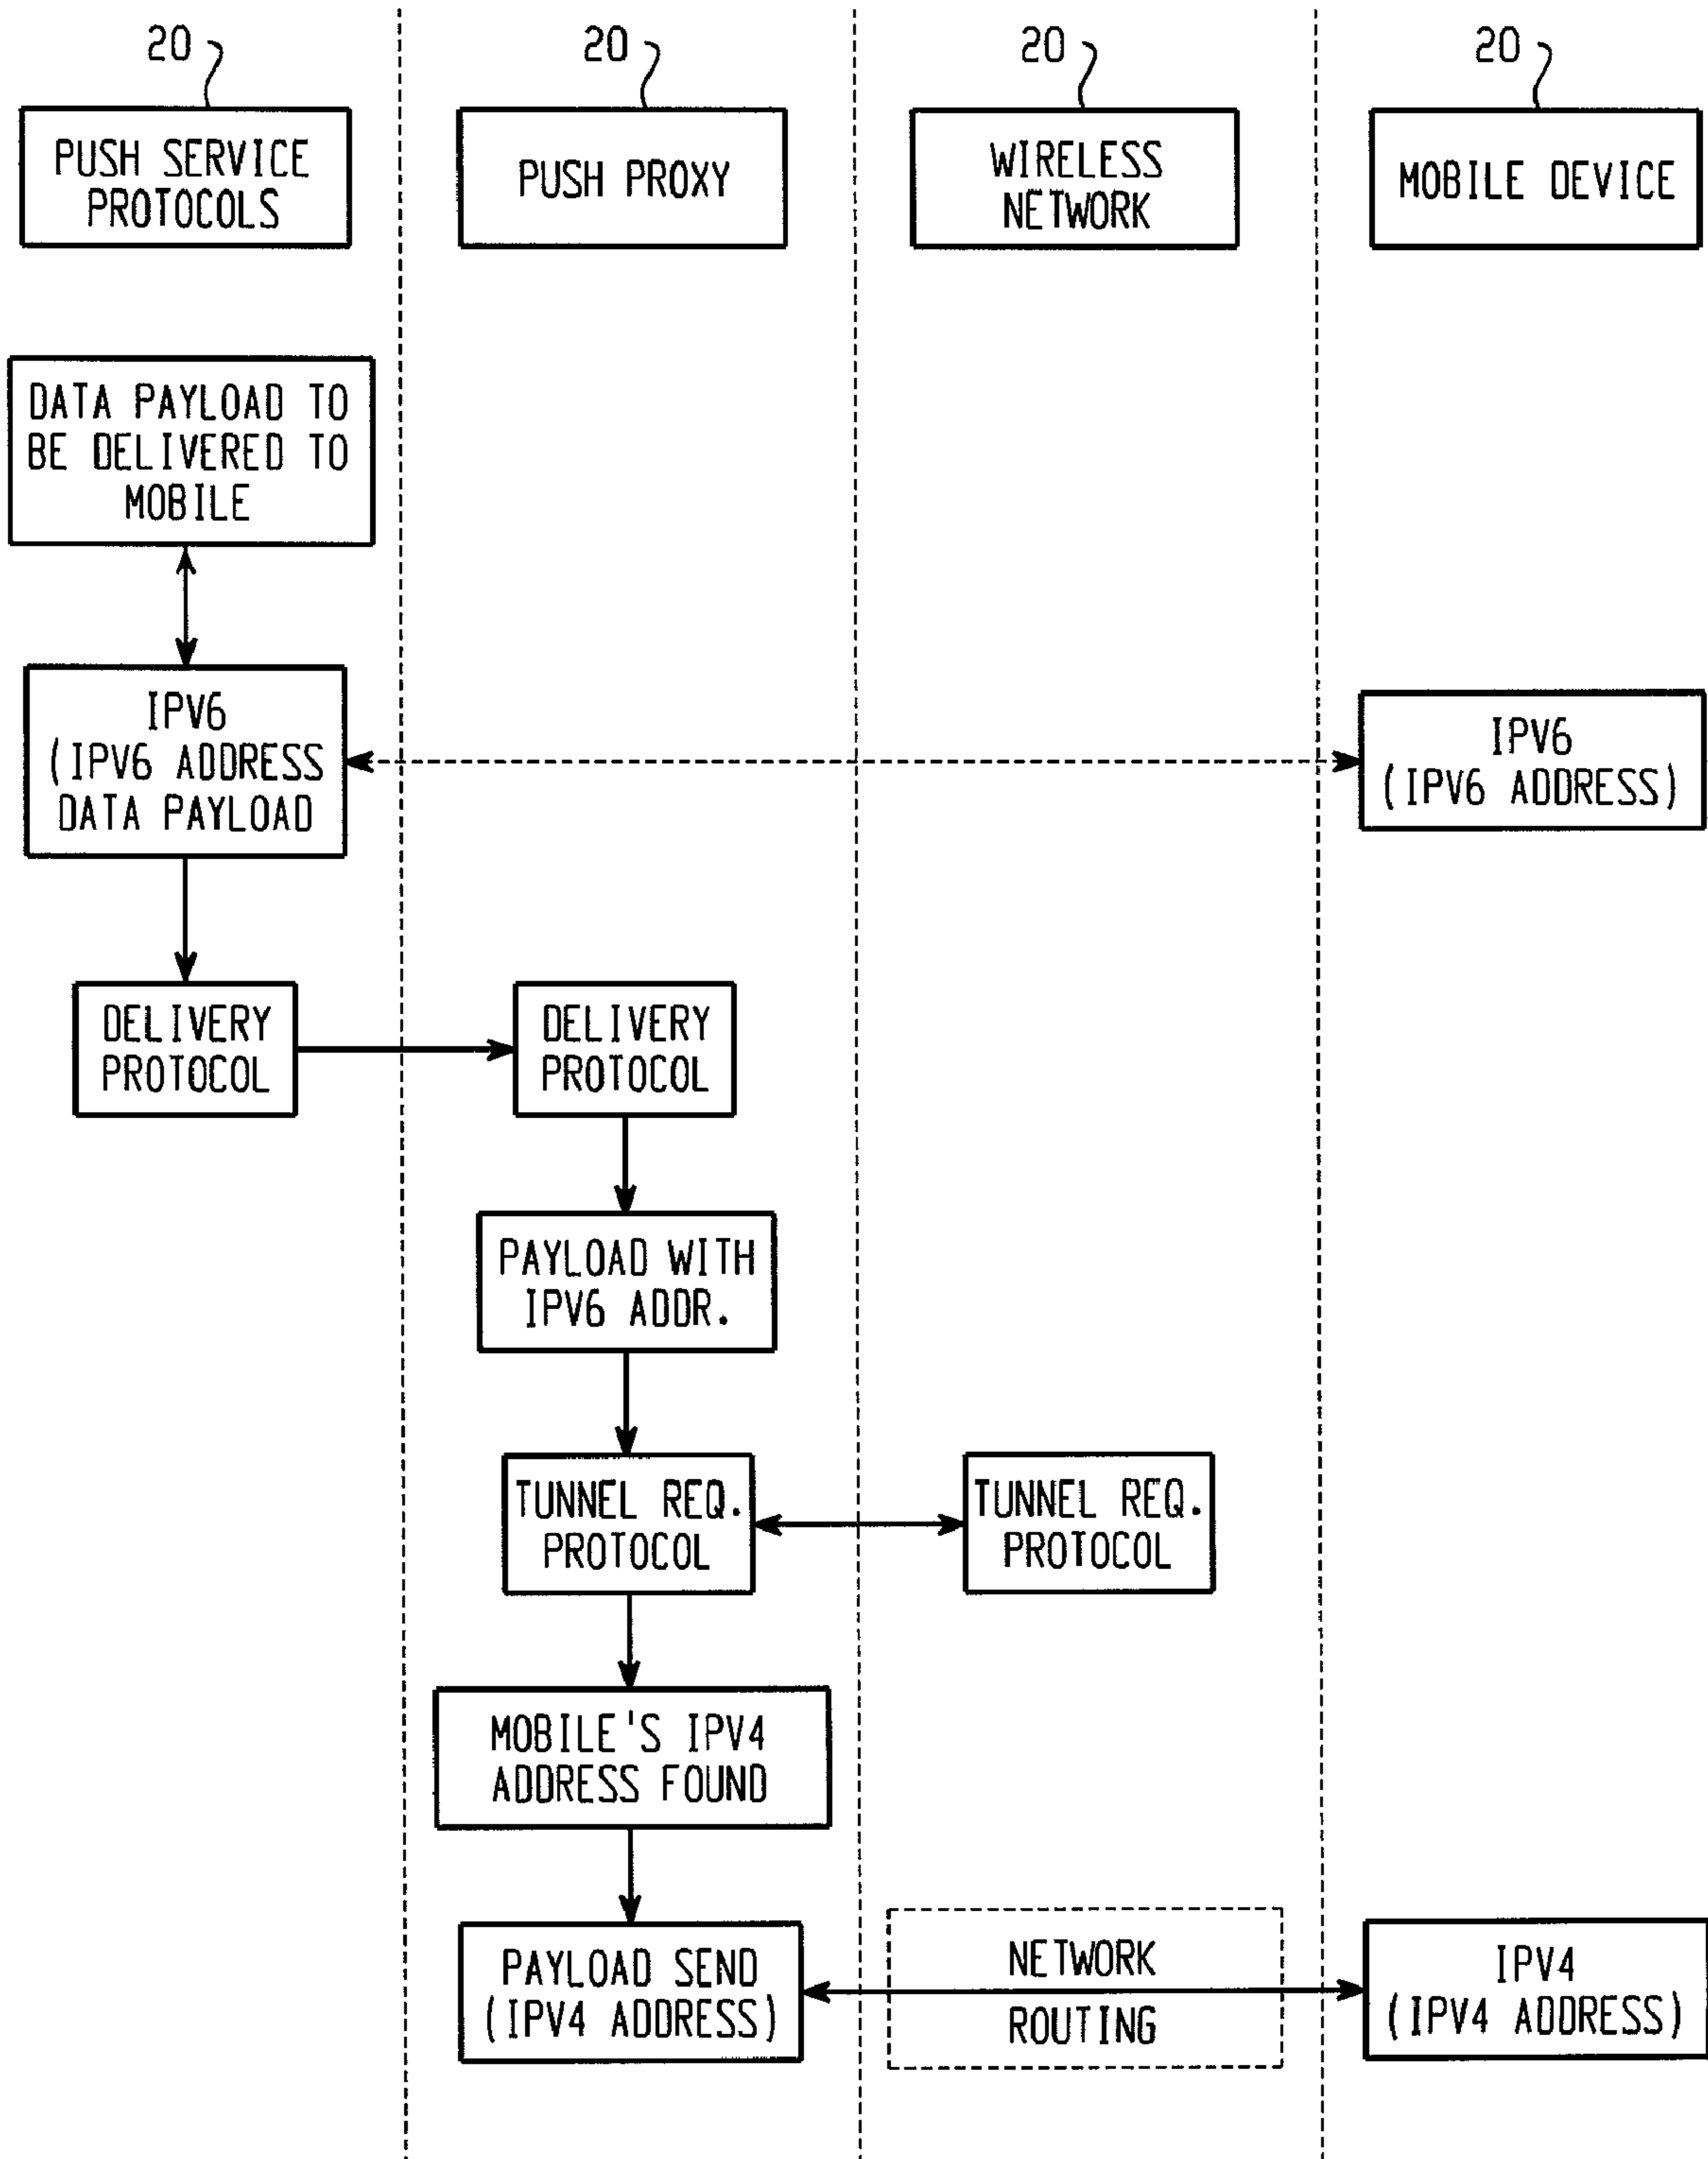 20
20
20
20
PUSH SERVICE
PROTOCOLS
PUSH PROXY
WIRELESS
NETWORK
MOBILE DEVICE
DATA PAYLOAD TO
BE DELIVERED TO
MOBILE
IPV6
(IPV6 ADDRESS
DATA PAYLOAD
IPV6
(IPV6 ADDRESS)
DELIVERY
PROTOCOL
DELIVERY
PROTOCOL
PAYLOAD WITH
IPV6 ADDR.
TUNNEL REQ.
PROTOCOL
TUNNEL REQ.
PROTOCOL
MOBILE'S IPV4
ADDRESS FOUND
PAYLOAD SEND
(IPV4 ADDRESS)
NETWORK
ROUTING
IPV4
(IPV4 ADDRESS)